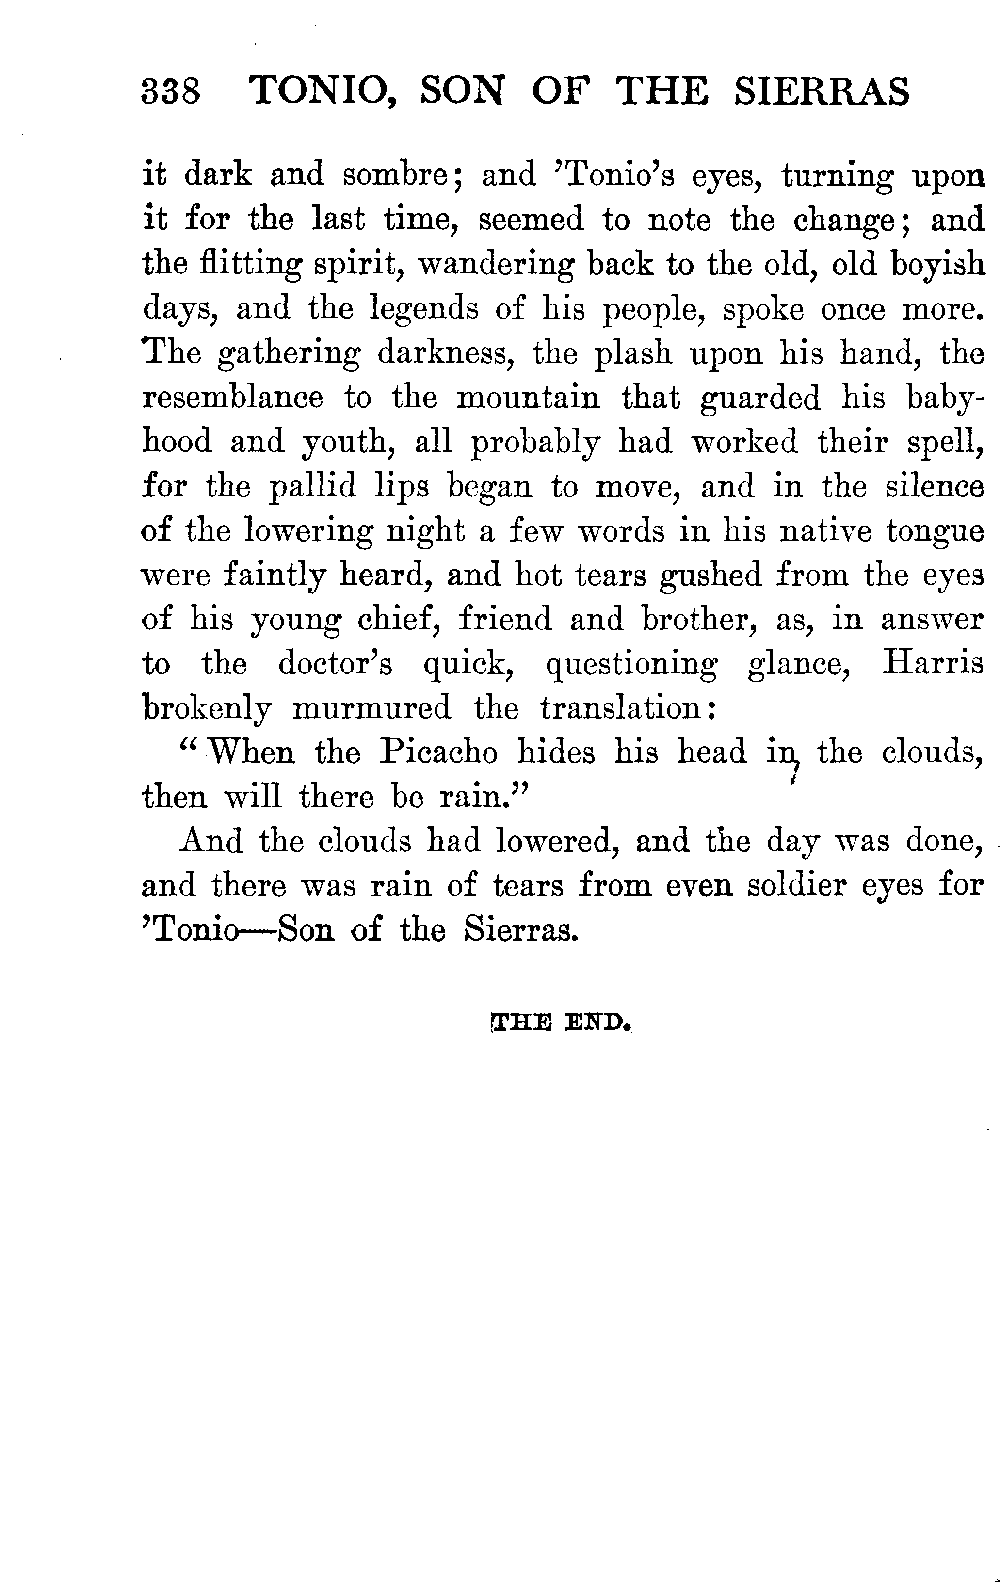 338 TONIO, SON OF THE SIERRAS
it dark and sombre; and ’Tonio’s eyes, turning upon
it for the last time, seemed to note the change; and
the flitting spirit, wandering back to the old, old boyish
days, and the legends of his people, spoke once more.
The gathering darkness, the plash upon his hand, the
resemblance to the mountain that guarded his baby-
hood and youth, all probably had worked their spell,
for the pallid lips began to move, and in the silence
of the lowering night a few words in his native tongue
were faintly heard, and hot tears gushed from the eyes
of his young chief, friend and brother, as, in answer
to the doctor’s quick, questioning glance, Harris
brokenly murmured the translation:
“When the Picacho hides his head in the clouds,
then will there be rain.”
And the clouds had lowered, and the day was done,
and there was rain of tears from even soldier eyes for
’Tonio—Son of the Sierras.
THE END.